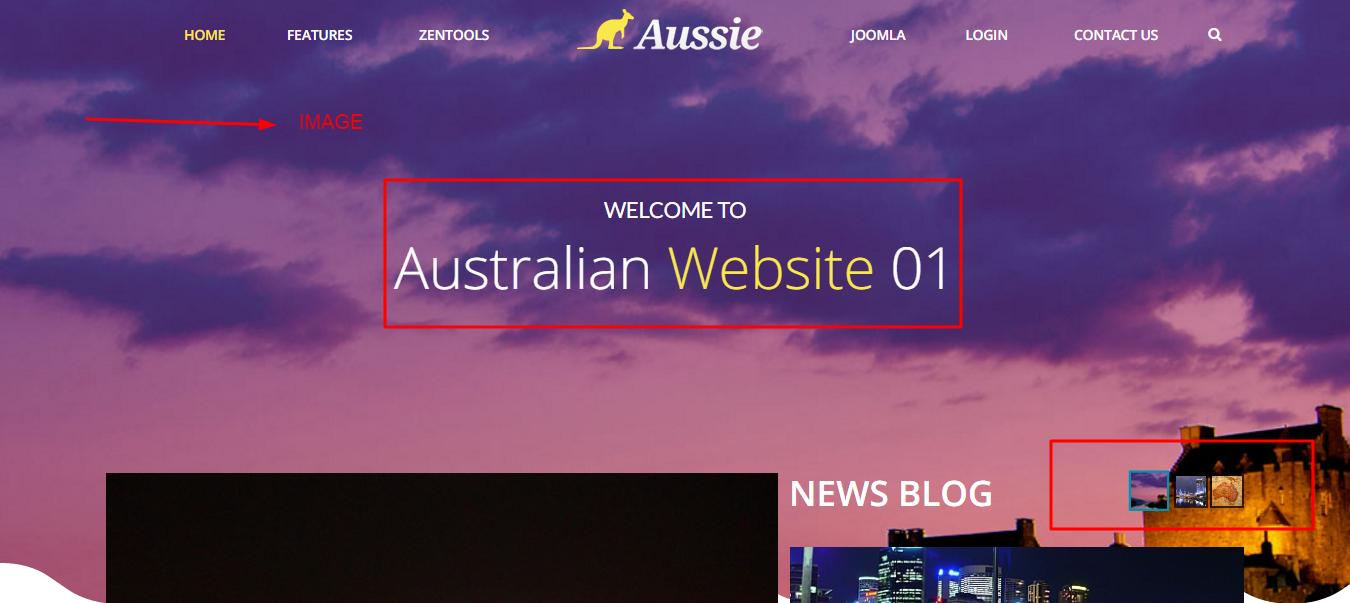 HOME FEATURES ZENTOOLS Aussie JOOMLA LOGIN CONTACT US
IMAGE
WELCOME TO
Australian Website 01
NEWS BLOG